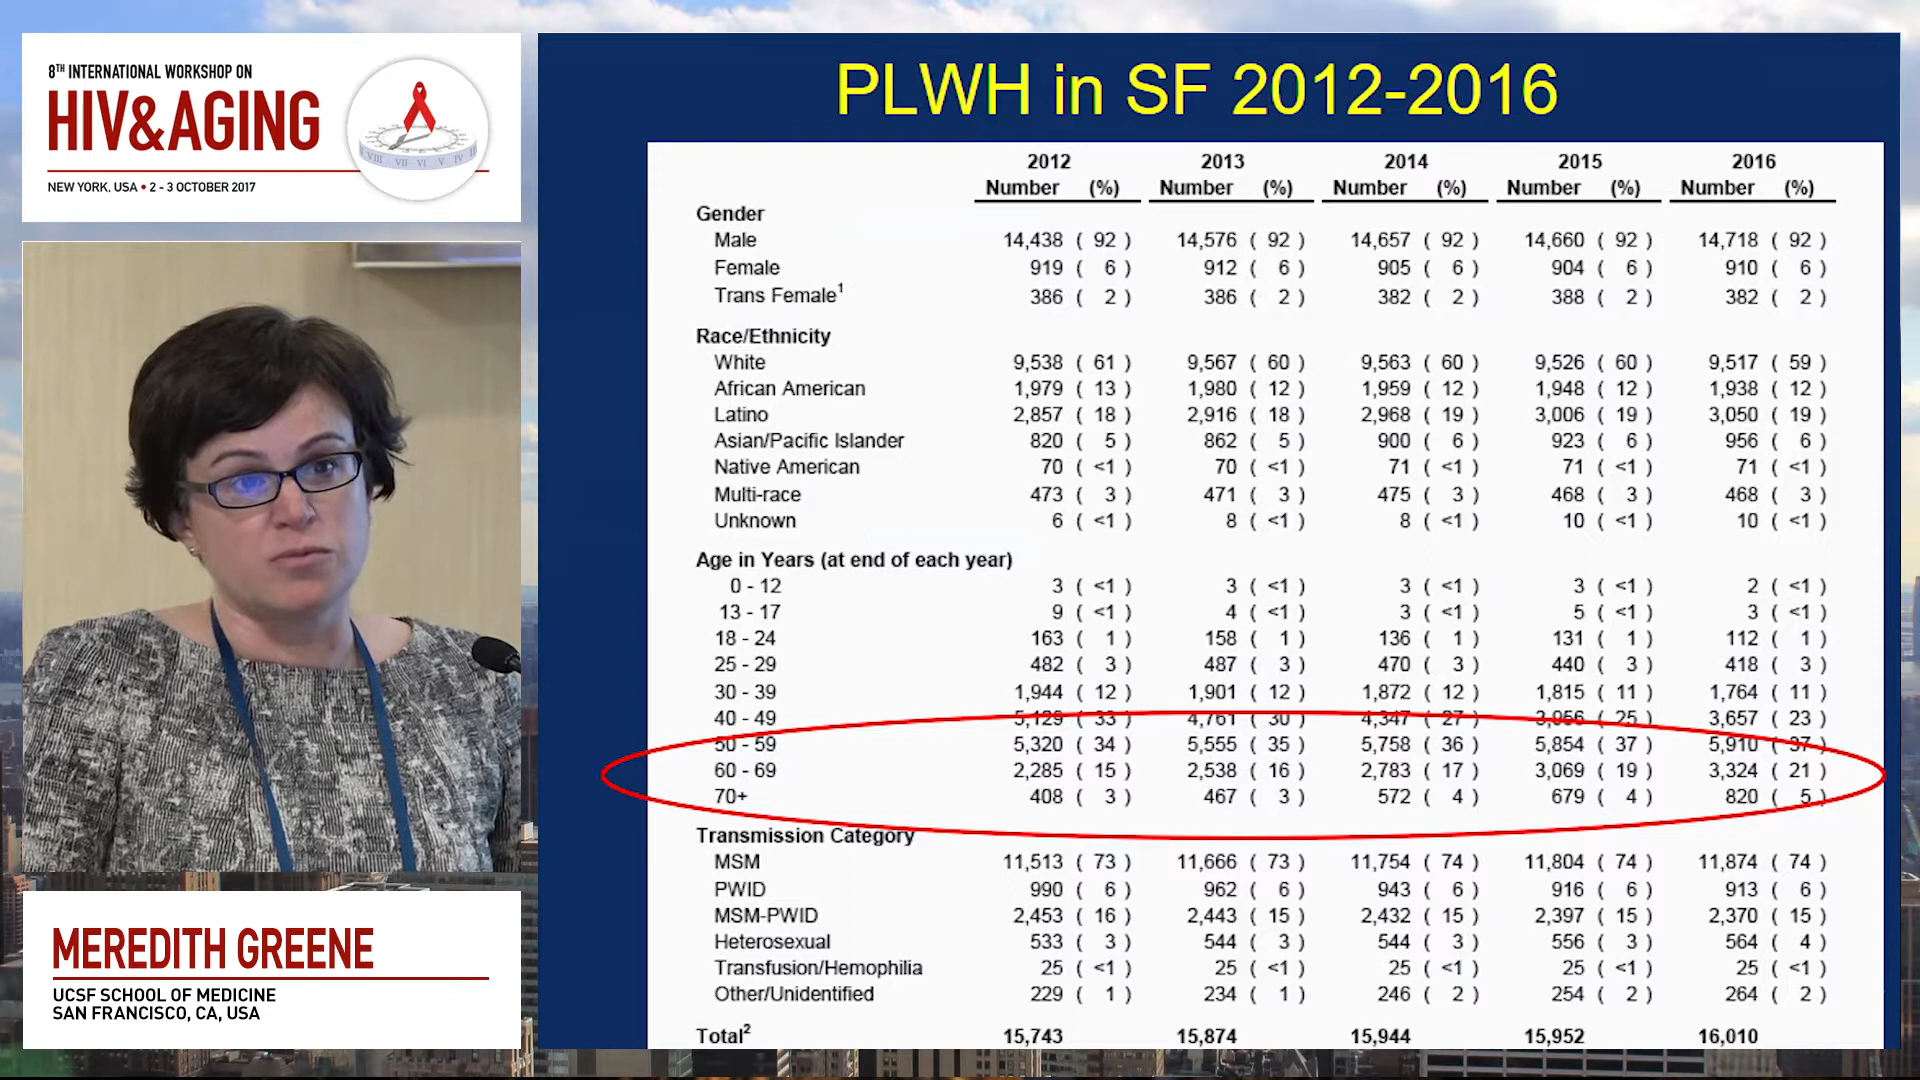 8TH INTERNATIONAL WORKSHOP ON
HIV&AGING
VIII VII VI V IV
NEW YORK, USA • 2 - 3 OCTOBER 2017
MEREDITH GREENE
UCSF SCHOOL OF MEDICINE
SAN FRANCISCO, CA, USA
PLWH in SF 2012-2016
2012 2013 2014 2015 2016
Number (%) Number (%) Number (%) Number (%) Number (%)
Gender
Male 14,438 ( 92 ) 14,576 ( 92 ) 14,657 ( 92 ) 14,660 ( 92 ) 14,718 ( 92 )
Female 919 ( 6 ) 912 ( 6 ) 905 ( 6 ) 904 ( 6 ) 910 ( 6 )
Trans Female1 386 ( 2 ) 386 ( 2 ) 382 ( 2 ) 388 ( 2 ) 382 ( 2 )
Race/Ethnicity
White 9,538 ( 61 ) 9,567 ( 60 ) 9,563 ( 60 ) 9,526 ( 60 ) 9,517 ( 59 )
African American 1,979 ( 13 ) 1,980 ( 12 ) 1,959 ( 12 ) 1,948 ( 12 ) 1,938 ( 12 )
Latino 2,857 ( 18 ) 2,916 ( 18 ) 2,968 ( 19 ) 3,006 ( 19 ) 3,050 ( 19 )
Asian/Pacific Islander 820 ( 5 ) 862 ( 5 ) 900 ( 6 ) 923 ( 6 ) 956 ( 6 )
Native American 70 ( <1 ) 70 ( <1 ) 71 ( <1 ) 71 ( <1 ) 71 ( <1 )
Multi-race 473 ( 3 ) 471 ( 3 ) 475 ( 3 ) 468 ( 3 ) 468 ( 3 )
Unknown 6 ( <1 ) 8 ( <1 ) 8 ( <1 ) 10 ( <1 ) 10 ( <1 )
Age in Years (at end of each year)
0 - 12 3 ( <1 ) 3 ( <1 ) 3 ( <1 ) 3 ( <1 ) 2 ( <1 )
13 - 17 9 ( <1 ) 4 ( <1 ) 3 ( <1 ) 5 ( <1 ) 3 ( <1 )
18 - 24 163 ( 1 ) 158 ( 1 ) 136 ( 1 ) 131 ( 1 ) 112 ( 1 )
25 - 29 482 ( 3 ) 487 ( 3 ) 470 ( 3 ) 440 ( 3 ) 418 ( 3 )
30 - 39 1,944 ( 12 ) 1,901 ( 12 ) 1,872 ( 12 ) 1,815 ( 11 ) 1,764 ( 11 )
40 - 49 5,129 ( 33 ) 4,761 ( 30 ) 4,347 ( 27 ) 3,956 ( 25 ) 3,657 ( 23 )
50 - 59 5,320 ( 34 ) 5,555 ( 35 ) 5,758 ( 36 ) 5,854 ( 37 ) 5,910 ( 37 )
60 - 69 2,285 ( 15 ) 2,538 ( 16 ) 2,783 ( 17 ) 3,069 ( 19 ) 3,324 ( 21 )
70+ 408 ( 3 ) 467 ( 3 ) 572 ( 4 ) 679 ( 4 ) 820 ( 5 )
Transmission Category
MSM 11,513 ( 73 ) 11,666 ( 73 ) 11,754 ( 74 ) 11,804 ( 74 ) 11,874 ( 74 )
PWID 990 ( 6 ) 962 ( 6 ) 943 ( 6 ) 916 ( 6 ) 913 ( 6 )
MSM-PWID 2,453 ( 16 ) 2,443 ( 15 ) 2,432 ( 15 ) 2,397 ( 15 ) 2,370 ( 15 )
Heterosexual 533 ( 3 ) 544 ( 3 ) 544 ( 3 ) 556 ( 3 ) 564 ( 4 )
Transfusion/Hemophilia 25 ( <1 ) 25 ( <1 ) 25 ( <1 ) 25 ( <1 ) 25 ( <1 )
Other/Unidentified 229 ( 1 ) 234 ( 1 ) 246 ( 2 ) 254 ( 2 ) 264 ( 2 )
Total2 15,743 15,874 15,944 15,952 16,010